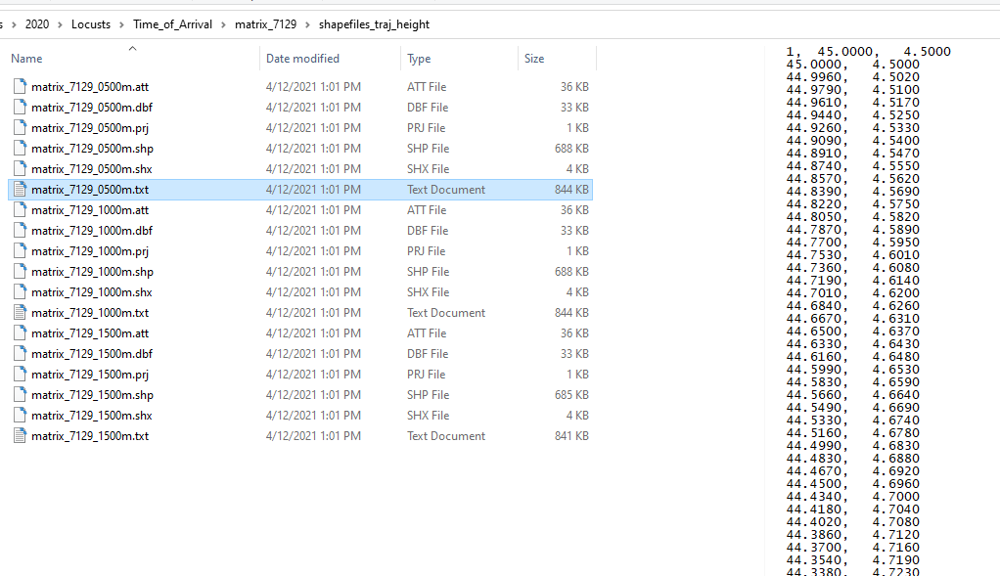 s › 2020 › Locusts › Time_of_Arrival › matrix_7129 › shapefiles_traj_height
Name Date modified Type Size
matrix_7129_0500m.att 4/12/2021 1:01 PM ATT File 36 KB
matrix_7129_0500m.dbf 4/12/2021 1:01 PM DBF File 33 KB
matrix_7129_0500m.prj 4/12/2021 1:01 PM PRJ File 1 KB
matrix_7129_0500m.shp 4/12/2021 1:01 PM SHP File 688 KB
matrix_7129_0500m.shx 4/12/2021 1:01 PM SHX File 4 KB
matrix_7129_0500m.txt 4/12/2021 1:01 PM Text Document 844 KB
matrix_7129_1000m.att 4/12/2021 1:01 PM ATT File 36 KB
matrix_7129_1000m.dbf 4/12/2021 1:01 PM DBF File 33 KB
matrix_7129_1000m.prj 4/12/2021 1:01 PM PRJ File 1 KB
matrix_7129_1000m.shp 4/12/2021 1:01 PM SHP File 688 KB
matrix_7129_1000m.shx 4/12/2021 1:01 PM SHX File 4 KB
matrix_7129_1000m.txt 4/12/2021 1:01 PM Text Document 844 KB
matrix_7129_1500m.att 4/12/2021 1:01 PM ATT File 36 KB
matrix_7129_1500m.dbf 4/12/2021 1:01 PM DBF File 33 KB
matrix_7129_1500m.prj 4/12/2021 1:01 PM PRJ File 1 KB
matrix_7129_1500m.shp 4/12/2021 1:01 PM SHP File 685 KB
matrix_7129_1500m.shx 4/12/2021 1:01 PM SHX File 4 KB
matrix_7129_1500m.txt 4/12/2021 1:01 PM Text Document 841 KB
1, 45.0000, 4.5000
45.0000, 4.5000
44.9960, 4.5020
44.9790, 4.5100
44.9610, 4.5170
44.9440, 4.5250
44.9260, 4.5330
44.9090, 4.5400
44.8910, 4.5470
44.8740, 4.5550
44.8570, 4.5620
44.8390, 4.5690
44.8220, 4.5750
44.8050, 4.5820
44.7870, 4.5890
44.7700, 4.5950
44.7530, 4.6010
44.7360, 4.6080
44.7190, 4.6140
44.7010, 4.6200
44.6840, 4.6260
44.6670, 4.6310
44.6500, 4.6370
44.6330, 4.6430
44.6160, 4.6480
44.5990, 4.6530
44.5830, 4.6590
44.5660, 4.6640
44.5490, 4.6690
44.5330, 4.6740
44.5160, 4.6780
44.4990, 4.6830
44.4830, 4.6880
44.4670, 4.6920
44.4500, 4.6960
44.4340, 4.7000
44.4180, 4.7040
44.4020, 4.7080
44.3860, 4.7120
44.3700, 4.7160
44.3540, 4.7190
44.3380, 4.7230